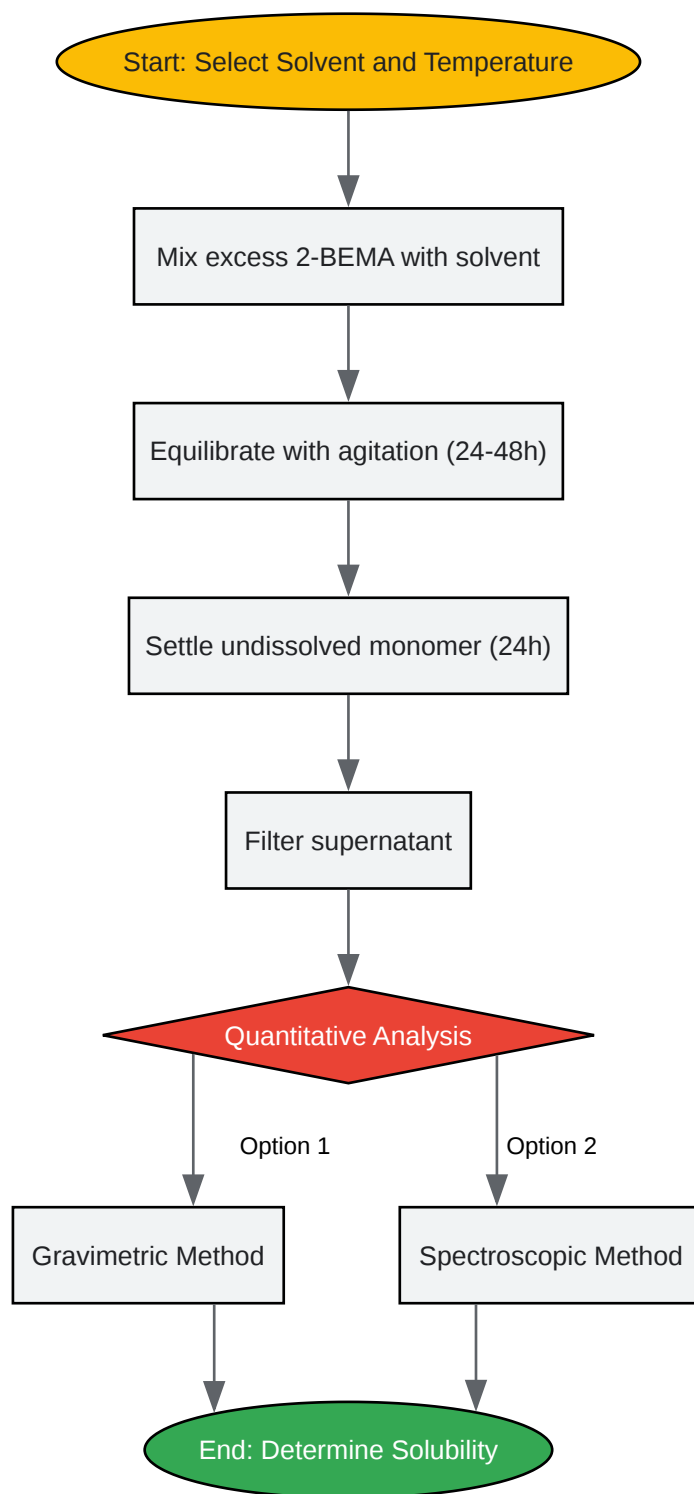 Start: Select Solvent and Temperature
Mix excess 2-BEMA with solvent
Equilibrate with agitation (24-48h)
Settle undissolved monomer (24h)
Filter supernatant
Quantitative Analysis
Option 1
Option 2
Gravimetric Method
Spectroscopic Method
End: Determine Solubility